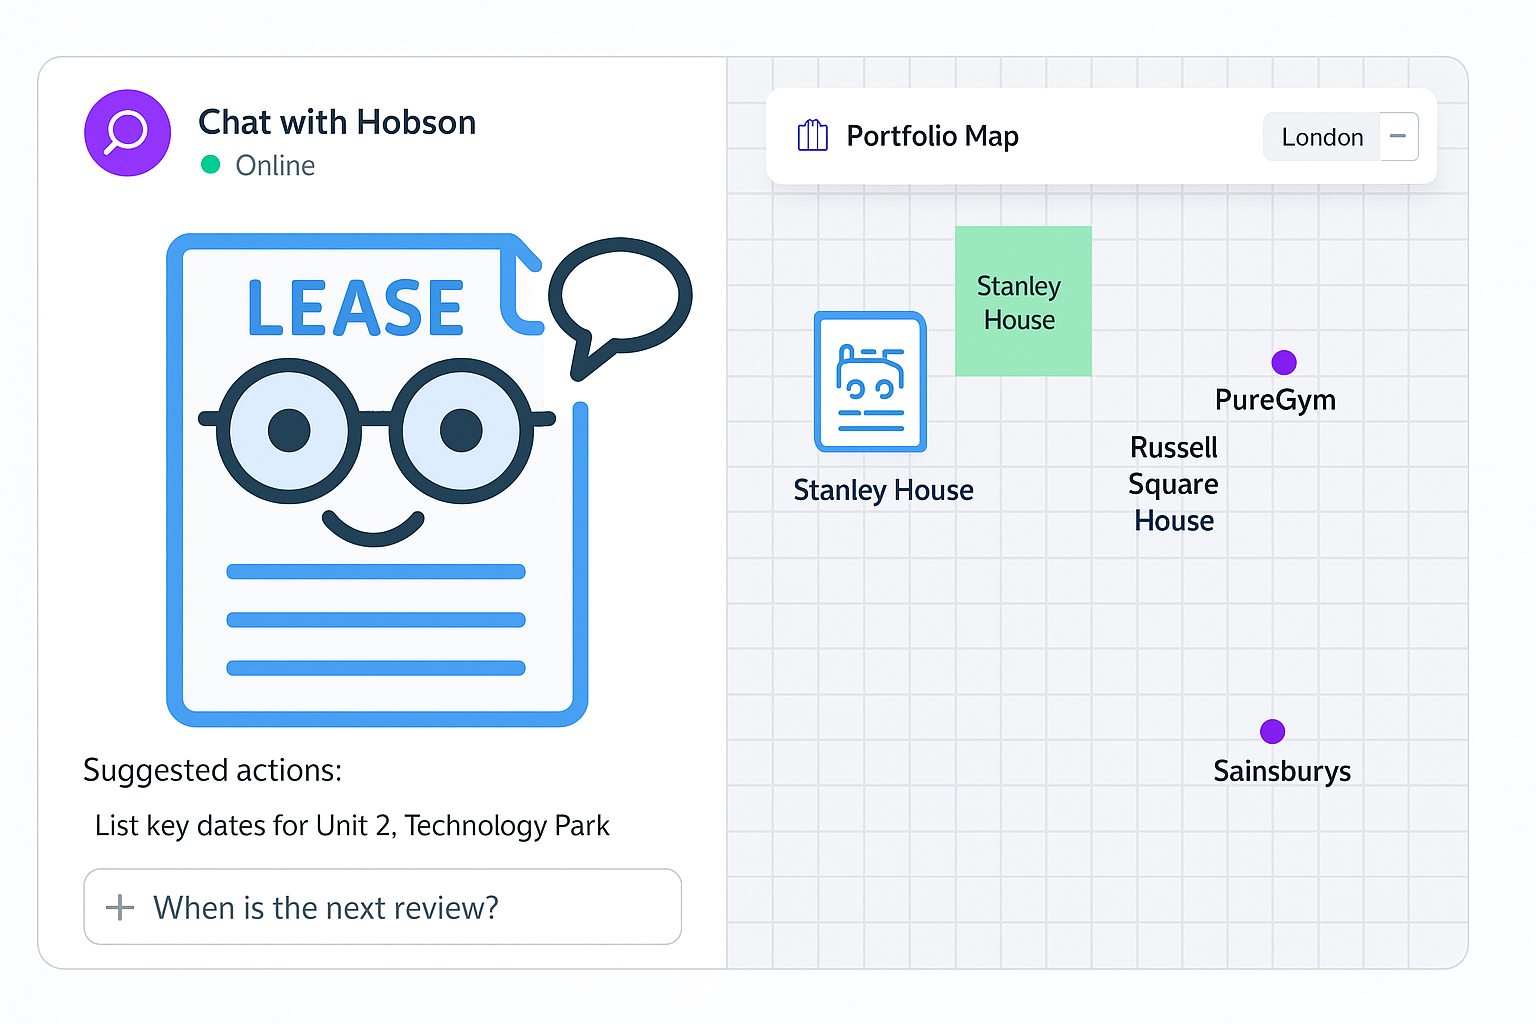 Chat with Hobson
Online
LEASE
Suggested actions:
List key dates for Unit 2, Technology Park
When is the next review?
Portfolio Map
London
Stanley
House
Stanley House
PureGym
Russell
Square
House
Sainsburys